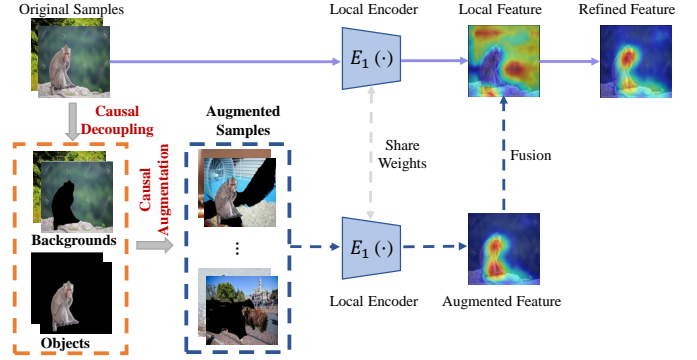 Original Samples
Local Encoder
Local Feature
Refined Feature
E₁ (·)
Causal
Decoupling
Augmented
Samples
Causal
Augmentation
Share
Weights
Fusion
Backgrounds
⋮
E₁ (·)
Local Encoder
Augmented Feature
Objects